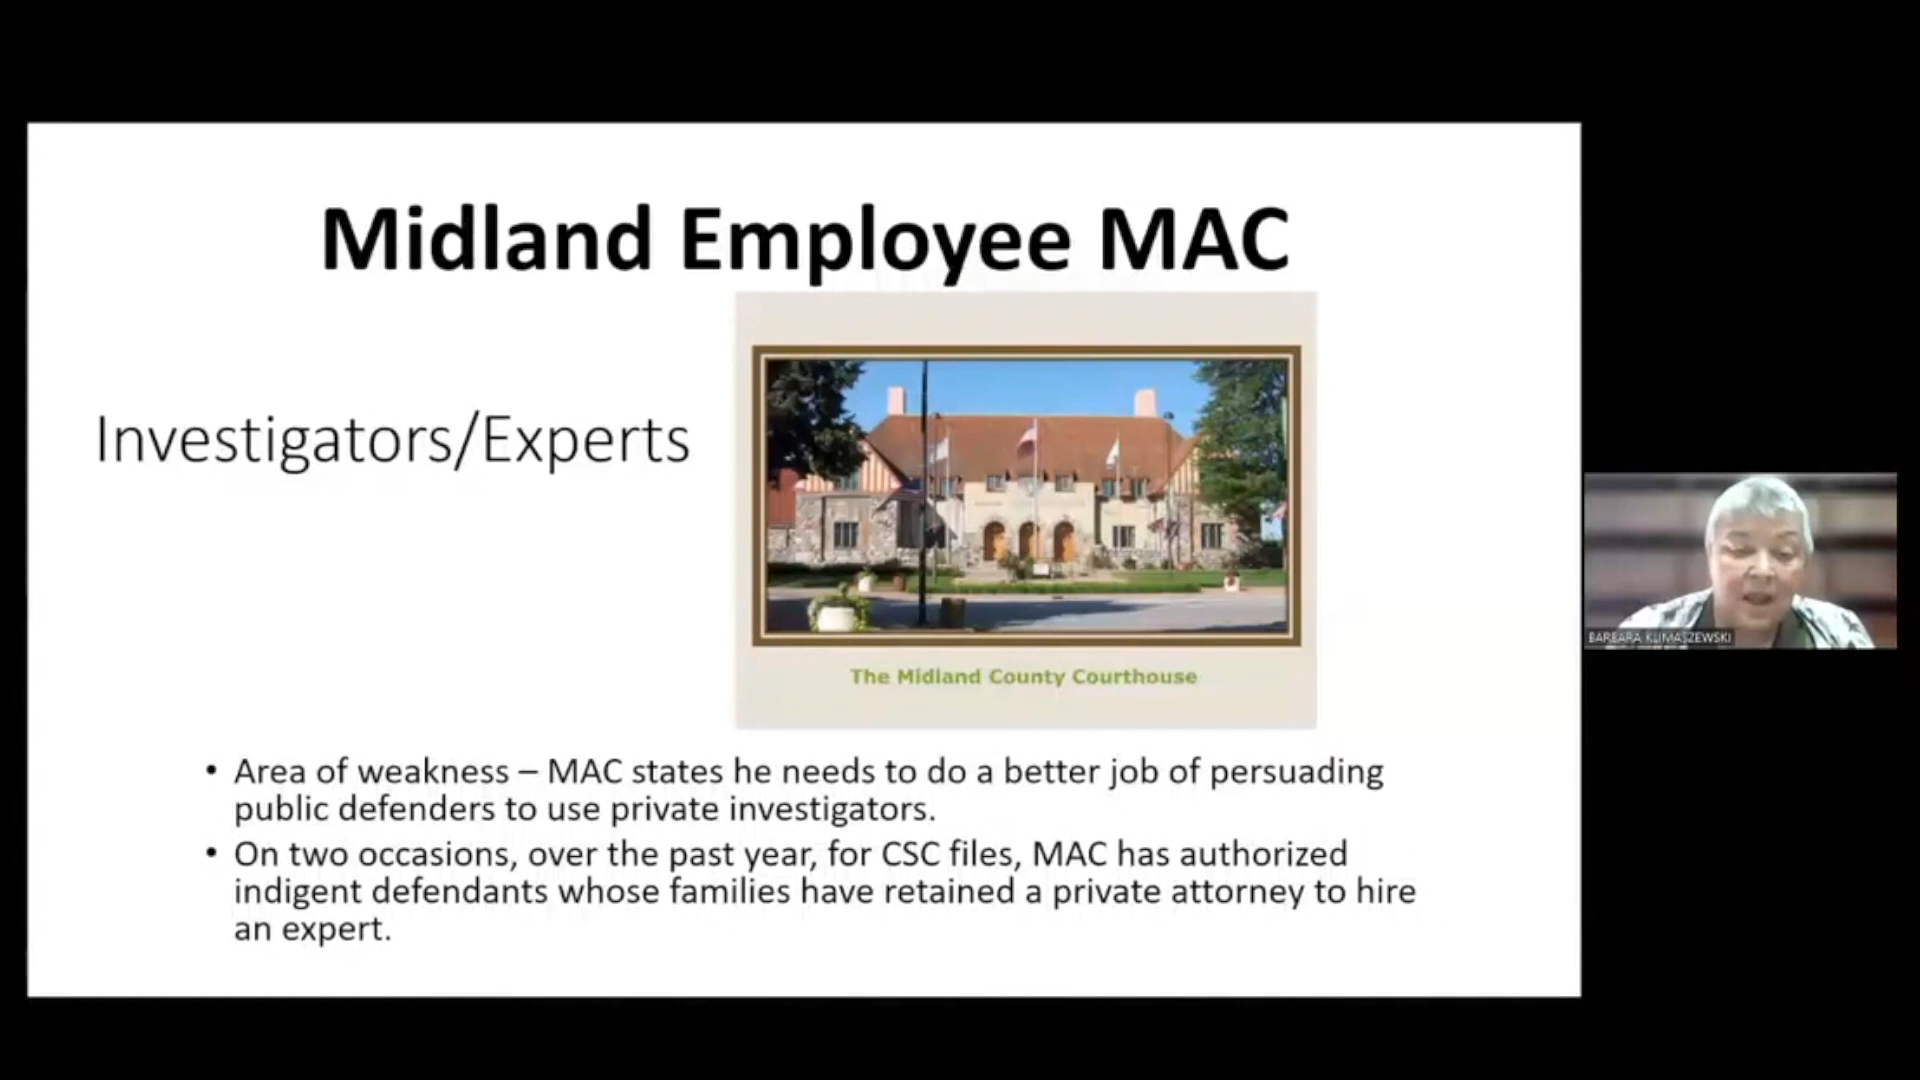 Midland Employee MAC
Investigators/Experts
The Midland County Courthouse
• Area of weakness – MAC states he needs to do a better job of persuading
public defenders to use private investigators.
• On two occasions, over the past year, for CSC files, MAC has authorized
indigent defendants whose families have retained a private attorney to hire
an expert.
BARBARA KLIMASZEWSKI